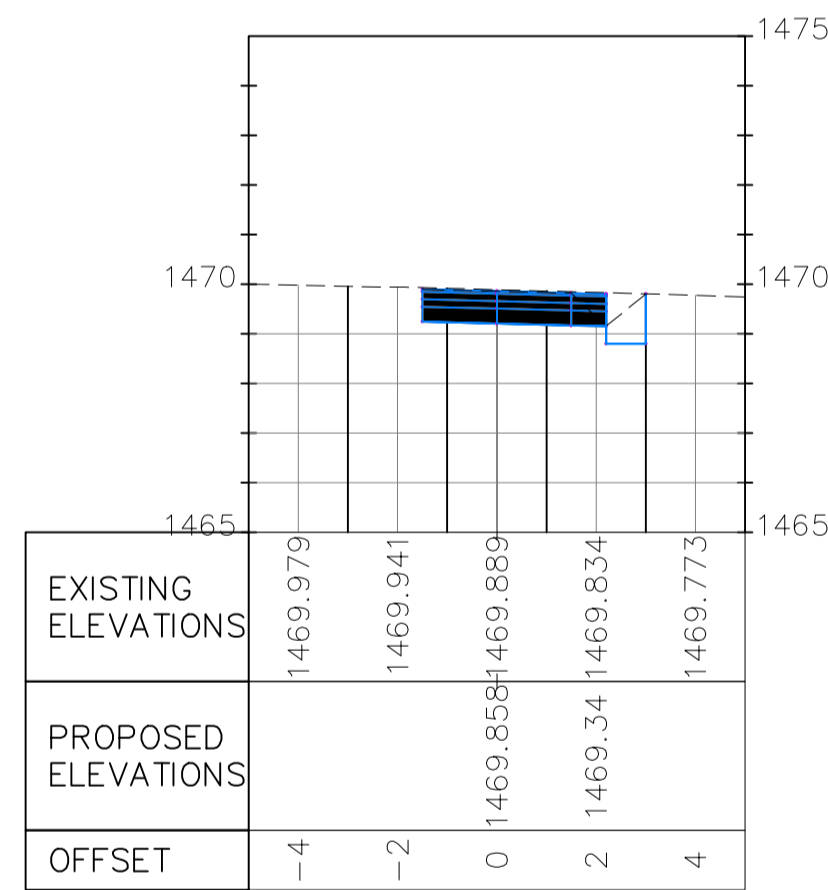 1475
1470 1470
1465 1465
EXISTING
ELEVATIONS
1469.979 1469.941 1469.889 1469.834 1469.773
PROPOSED
ELEVATIONS
1469.858 1469.34
OFFSET -4 -2 0 2 4